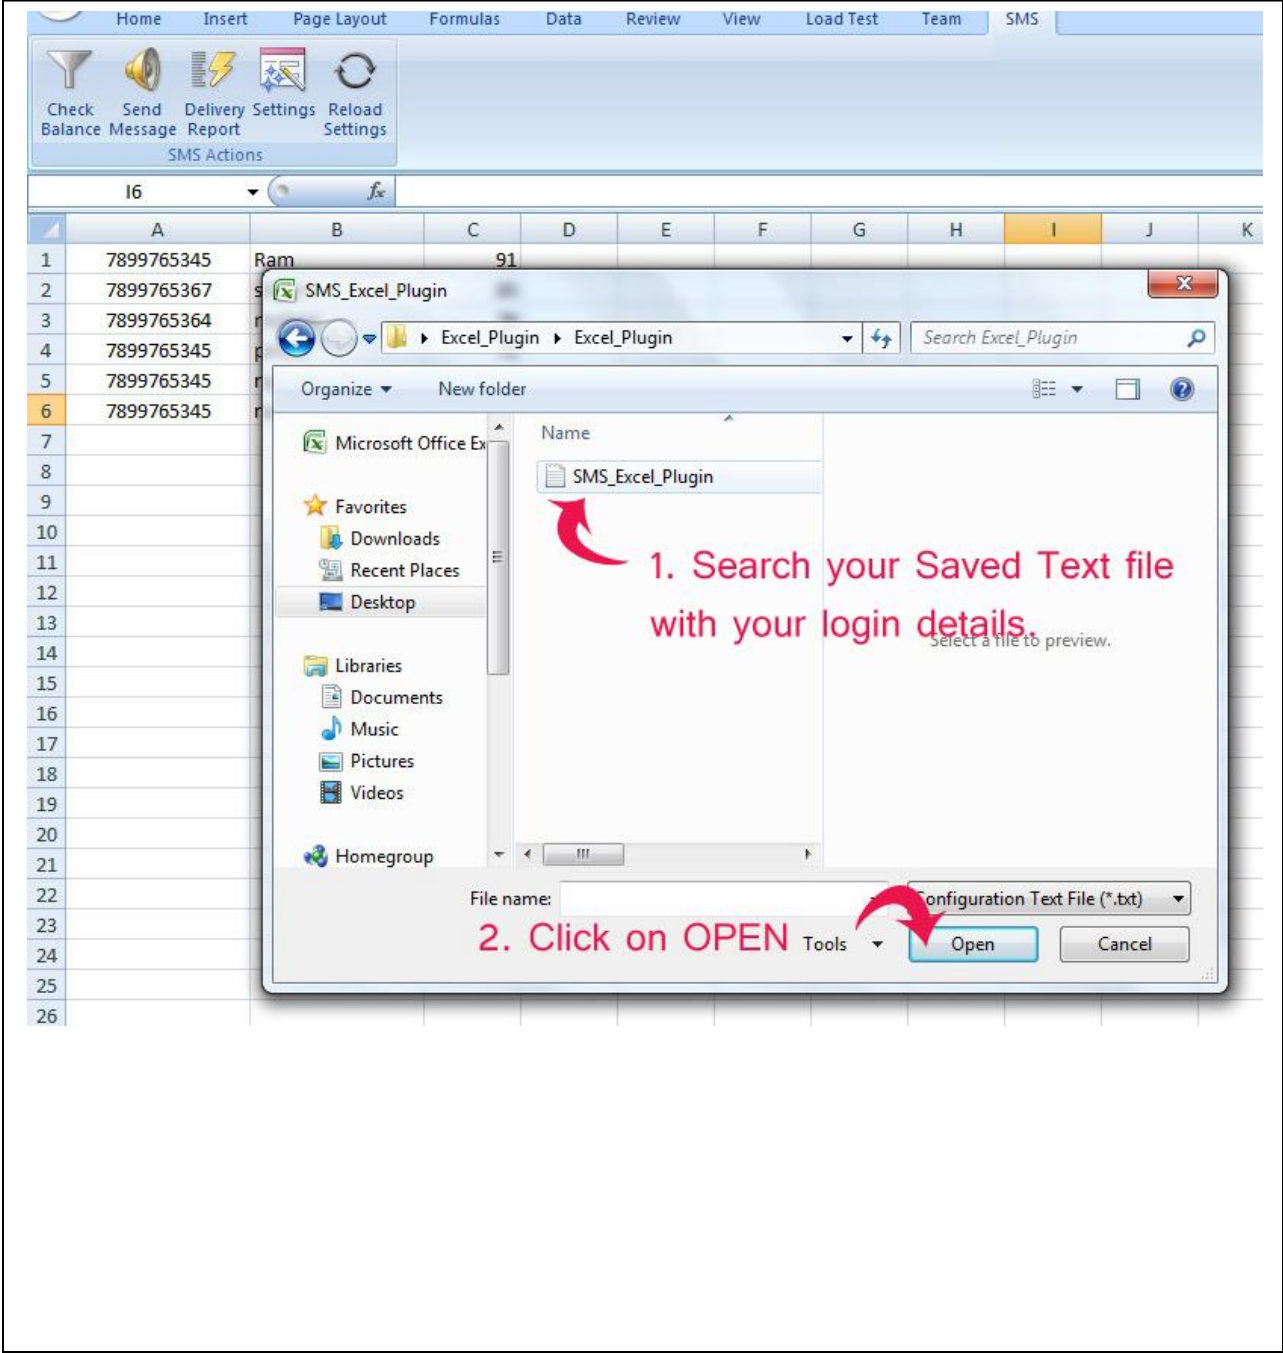 Home Insert Page Layout Formulas Data Review View Load Test Team SMS
Check Send Delivery Settings Reload
Balance Message Report Settings
SMS Actions
I6 fx
A B C D E F G H I J K
1 7899765345 Ram 91
2 7899765367
3 7899765364
4 7899765345
5 7899765345
6 7899765345
7
8
9
10
11
12
13
14
15
16
17
18
19
20
21
22
23
24
25
26
SMS_Excel_Plugin
Excel_Plugin Excel_Plugin Search Excel_Plugin
Organize New folder
Microsoft Office Ex
Favorites
Downloads
Recent Places
Desktop
Libraries
Documents
Music
Pictures
Videos
Homegroup
Name
SMS_Excel_Plugin
1. Search your Saved Text file
with your login details.
Select a file to preview.
File name: Configuration Text File (*.txt)
2. Click on OPEN Tools Open Cancel